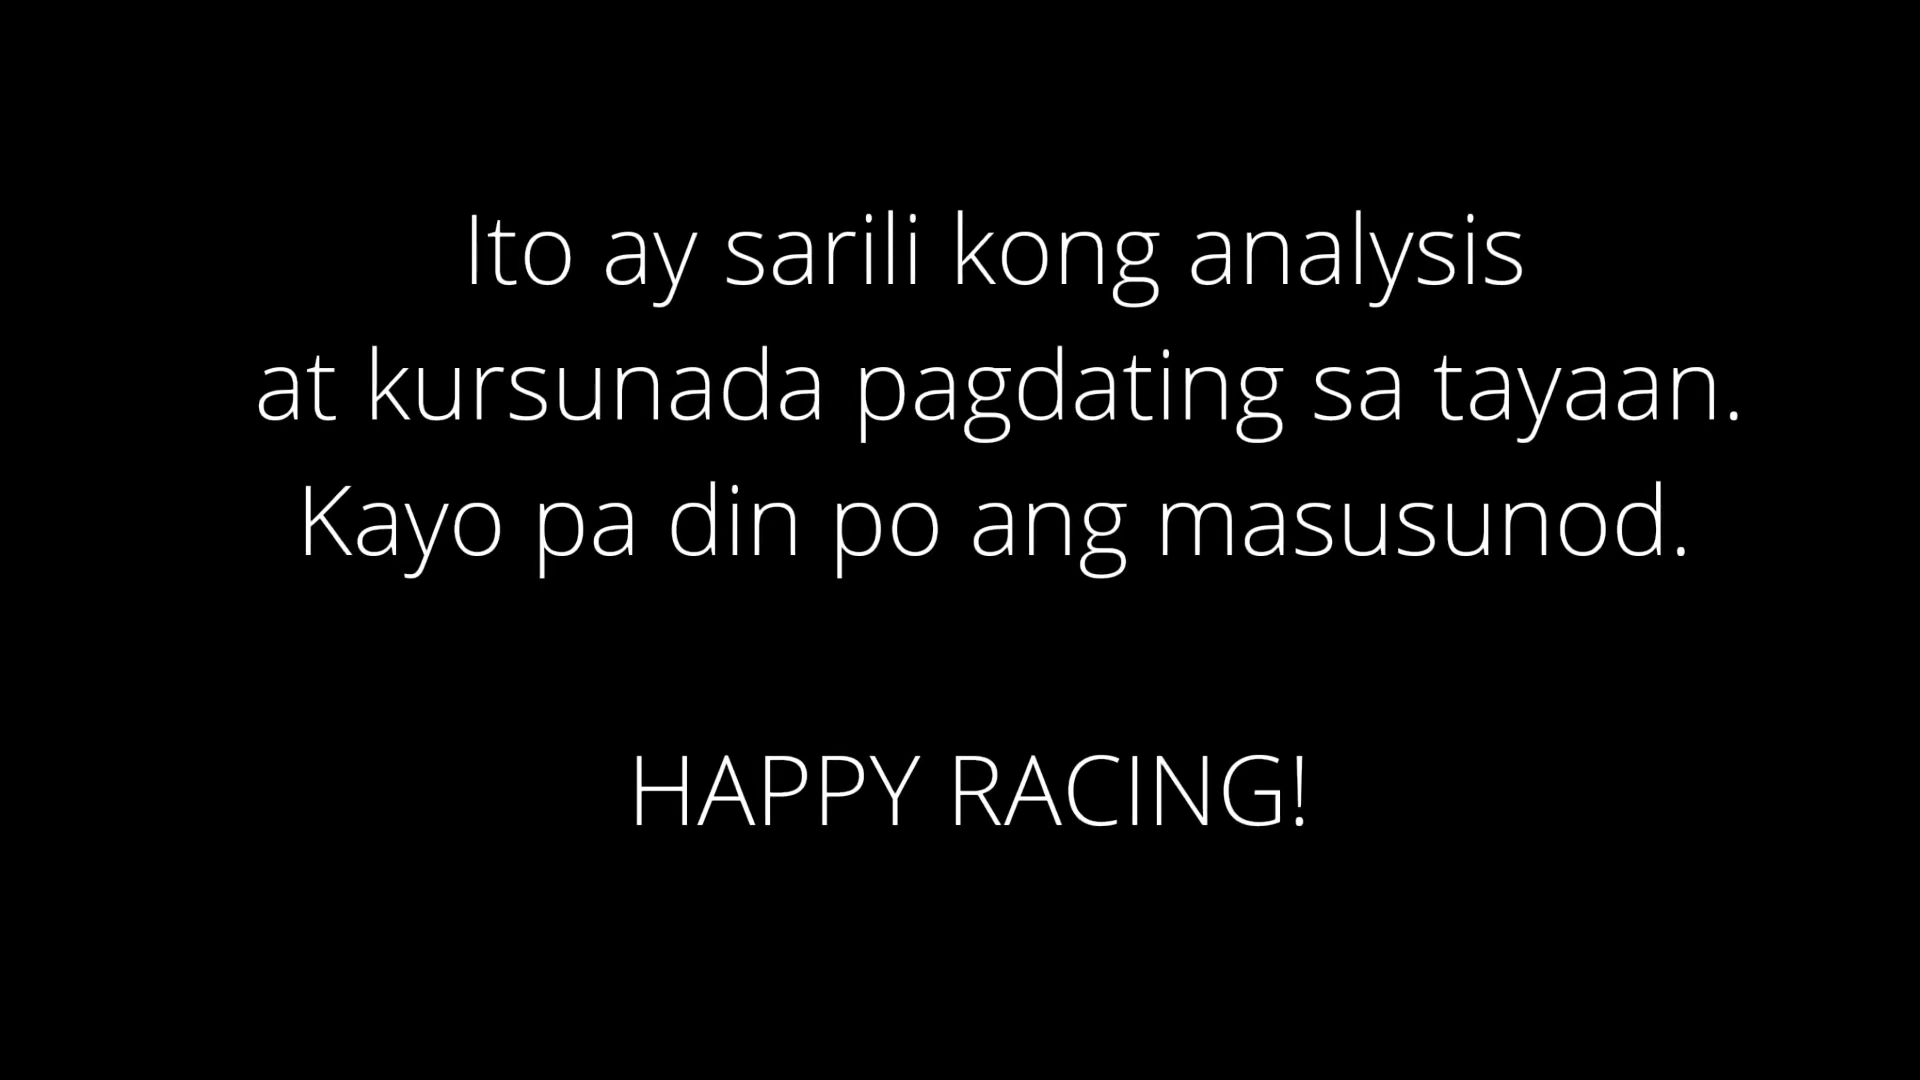 Ito ay sarili kong analysis
at kursunada pagdating sa tayaan.
Kayo pa din po ang masusunod.
HAPPY RACING!